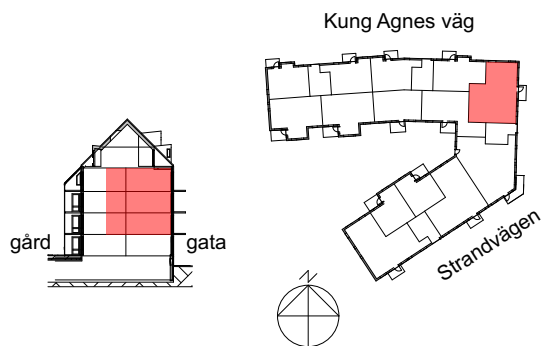 Kung Agnes väg
gård
gata
Strandvägen
N